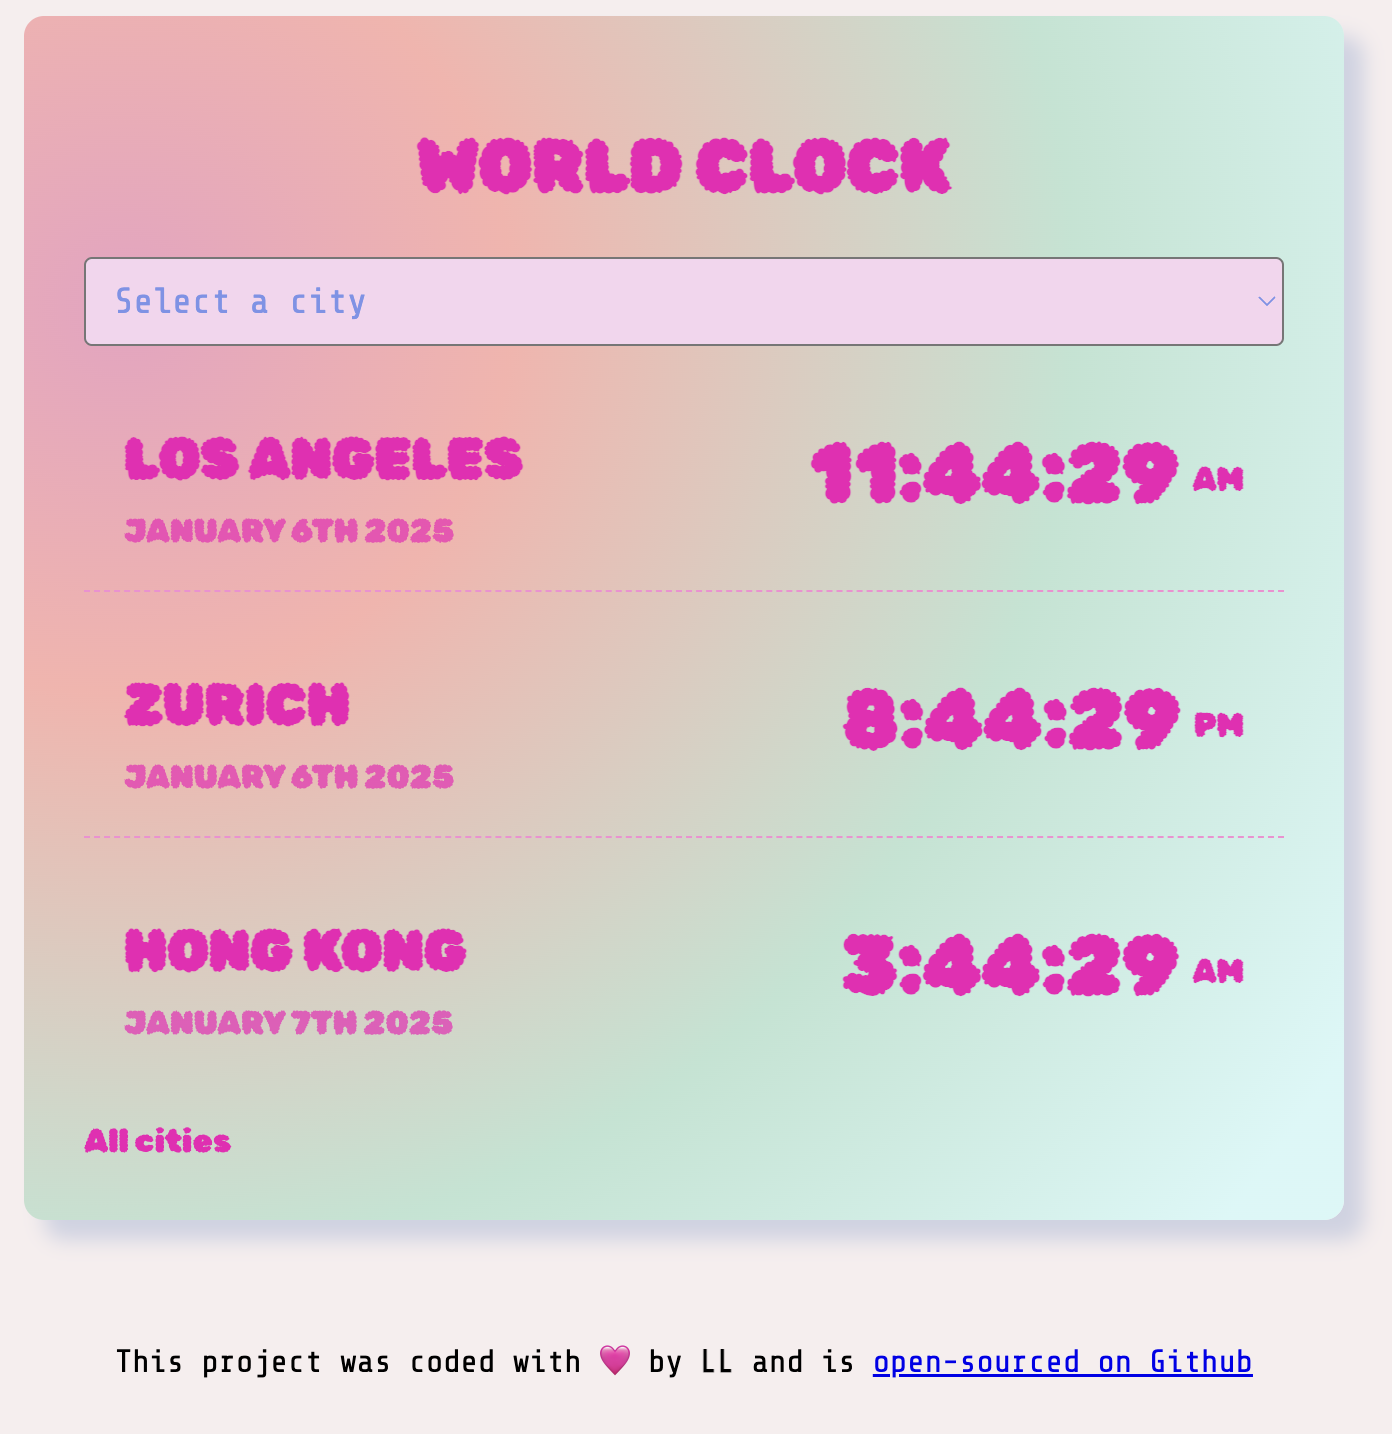 WORLD CLOCK
Select a city
LOS ANGELES
11:44:29 AM
JANUARY 6TH 2025
ZURICH
8:44:29 PM
JANUARY 6TH 2025
HONG KONG
3:44:29 AM
JANUARY 7TH 2025
All cities
This project was coded with 💗 by LL and is open-sourced on Github